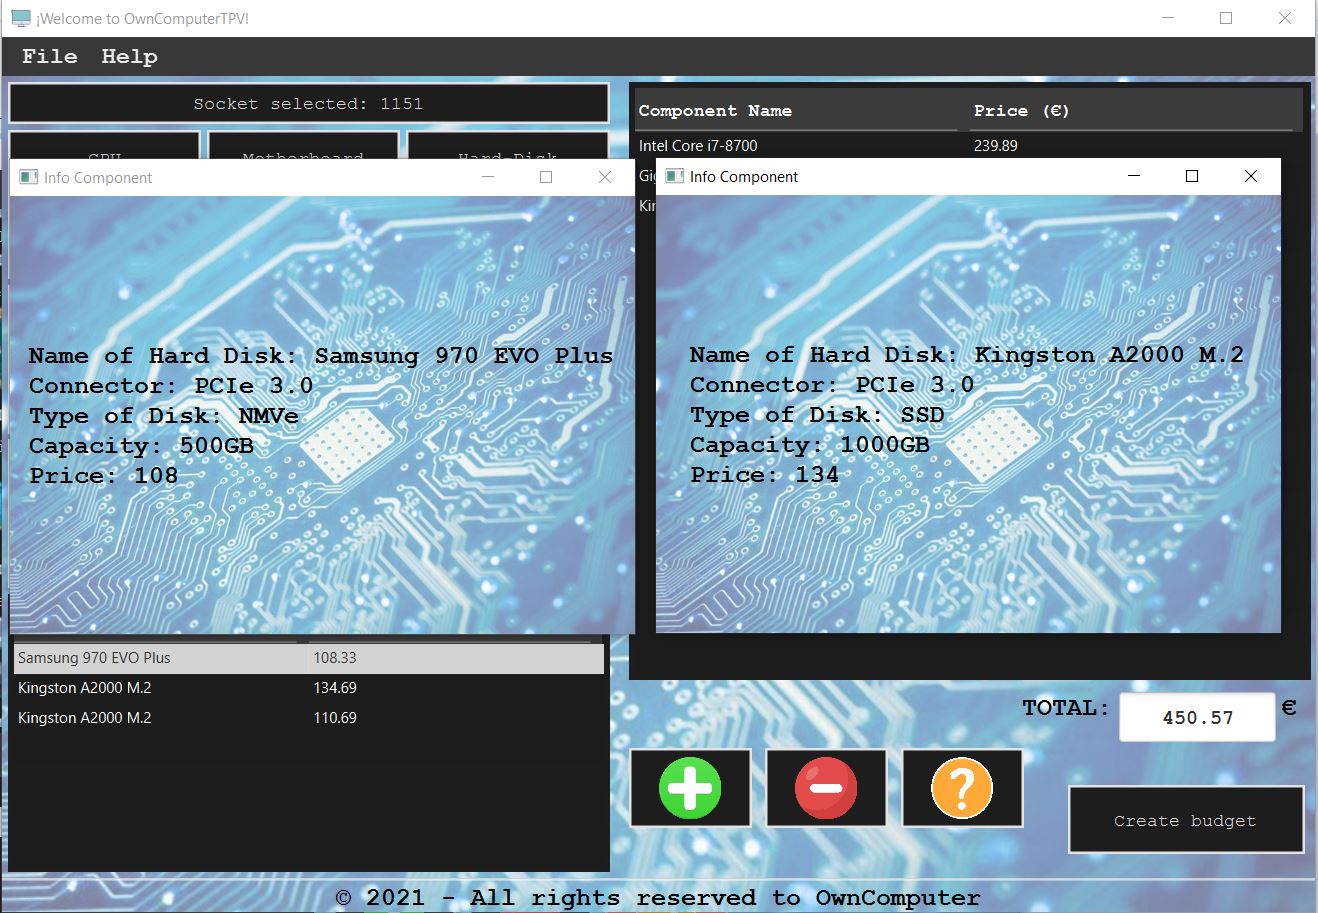 ¡Welcome to OwnComputerTPV!
File Help
Socket selected: 1151
Component Name Price (€)
Intel Core i7-8700 239.89
CPU Motherboard Hard-Disk
Info Component
Name of Hard Disk: Samsung 970 EVO Plus
Connector: PCIe 3.0
Type of Disk: NMVe
Capacity: 500GB
Price: 108
Info Component
Name of Hard Disk: Kingston A2000 M.2
Connector: PCIe 3.0
Type of Disk: SSD
Capacity: 1000GB
Price: 134
Samsung 970 EVO Plus 108.33
Kingston A2000 M.2 134.69
Kingston A2000 M.2 110.69
TOTAL: 450.57 €
Create budget
© 2021 - All rights reserved to OwnComputer